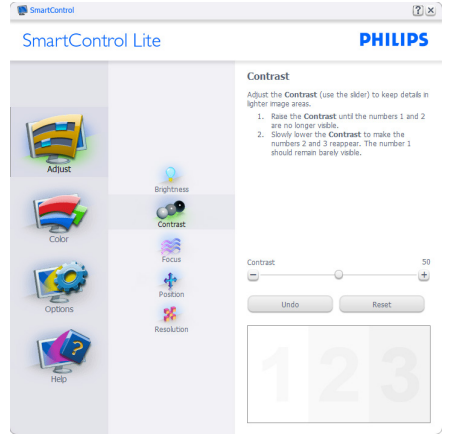 SmartControl
SmartControl Lite
PHILIPS
Adjust
Color
Options
Help
Brightness
Contrast
Focus
Position
Resolution
Contrast
Adjust the Contrast (use the slider) to keep details in
lighter image areas.
1. Raise the Contrast until the numbers 1 and 2
are no longer visible.
2. Slowly lower the Contrast to make the
numbers 2 and 3 reappear. The number 1
should remain barely visible.
Contrast 50
Undo Reset
1 2 3